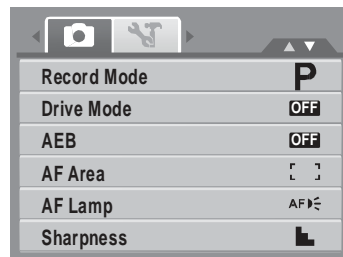 Record Mode P
Drive Mode OFF
AEB OFF
AF Area
AF Lamp AF
Sharpness